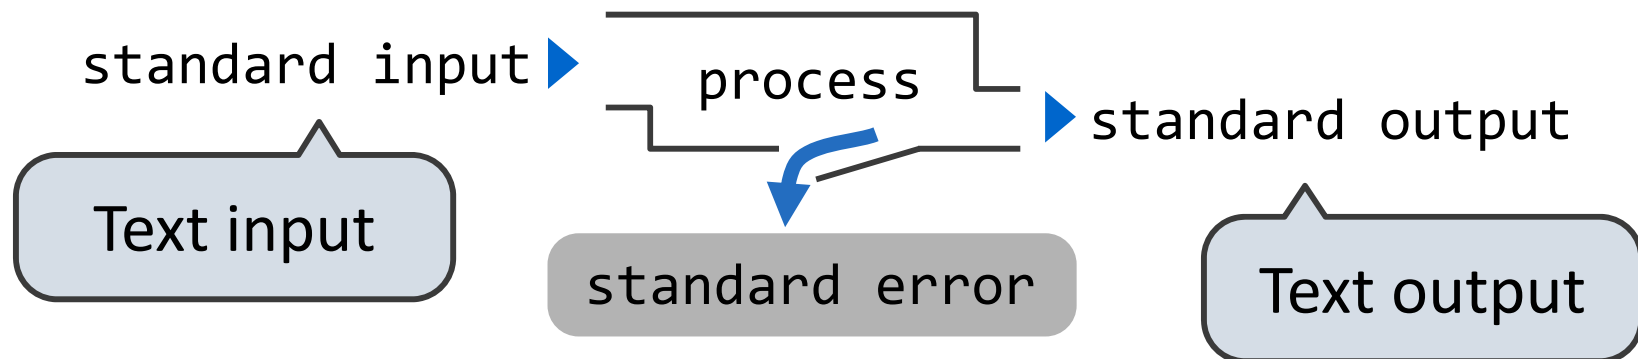 standard input
process
standard output
Text input
standard error
Text output